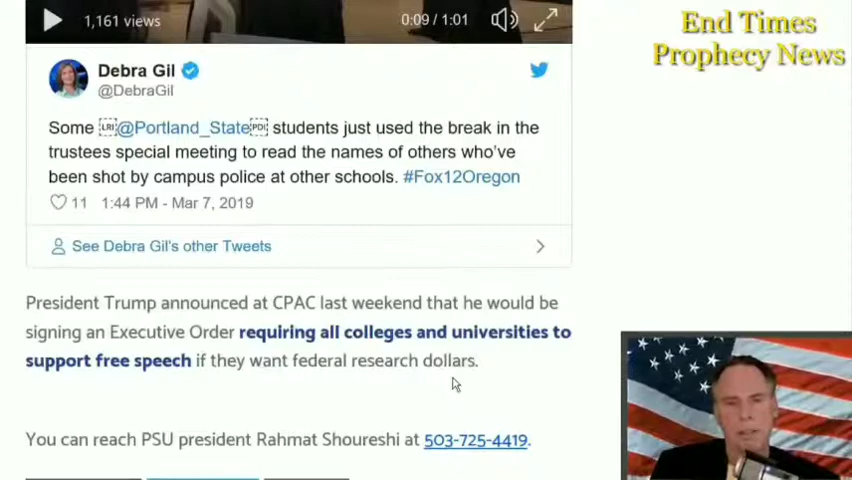 1,161 views
0:09 / 1:01
End Times
Prophecy News
Debra Gil
@DebraGil
Some LRI@Portland_StatePDI students just used the break in the
trustees special meeting to read the names of others who've
been shot by campus police at other schools. #Fox12Oregon
11 1:44 PM - Mar 7, 2019
See Debra Gil's other Tweets
President Trump announced at CPAC last weekend that he would be
signing an Executive Order requiring all colleges and universities to
support free speech if they want federal research dollars.
You can reach PSU president Rahmat Shoureshi at 503-725-4419.